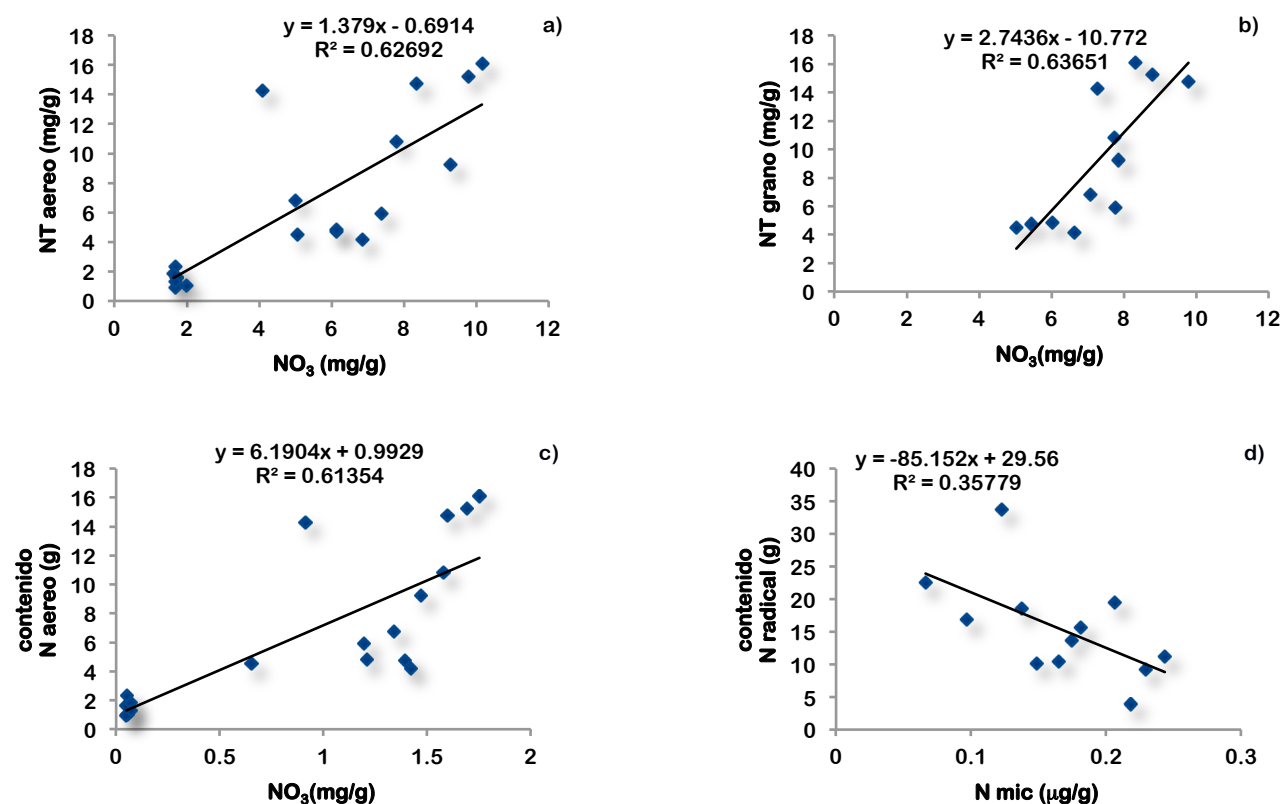 a)
y = 1.379x - 0.6914
R² = 0.62692
NT aereo (mg/g)
18
16
14
12
10
8
6
4
2
0
0 2 4 6 8 10 12
NO₃ (mg/g)
b)
y = 2.7436x - 10.772
R² = 0.63651
NT grano (mg/g)
18
16
14
12
10
8
6
4
2
0
0 2 4 6 8 10 12
NO₃(mg/g)
c)
y = 6.1904x + 0.9929
R² = 0.61354
contenido
N aereo (g)
18
16
14
12
10
8
6
4
2
0
0 0.5 1 1.5 2
NO₃(mg/g)
d)
y = -85.152x + 29.56
R² = 0.35779
contenido
N radical (g)
40
35
30
25
20
15
10
5
0
0 0.1 0.2 0.3
N mic (µg/g)